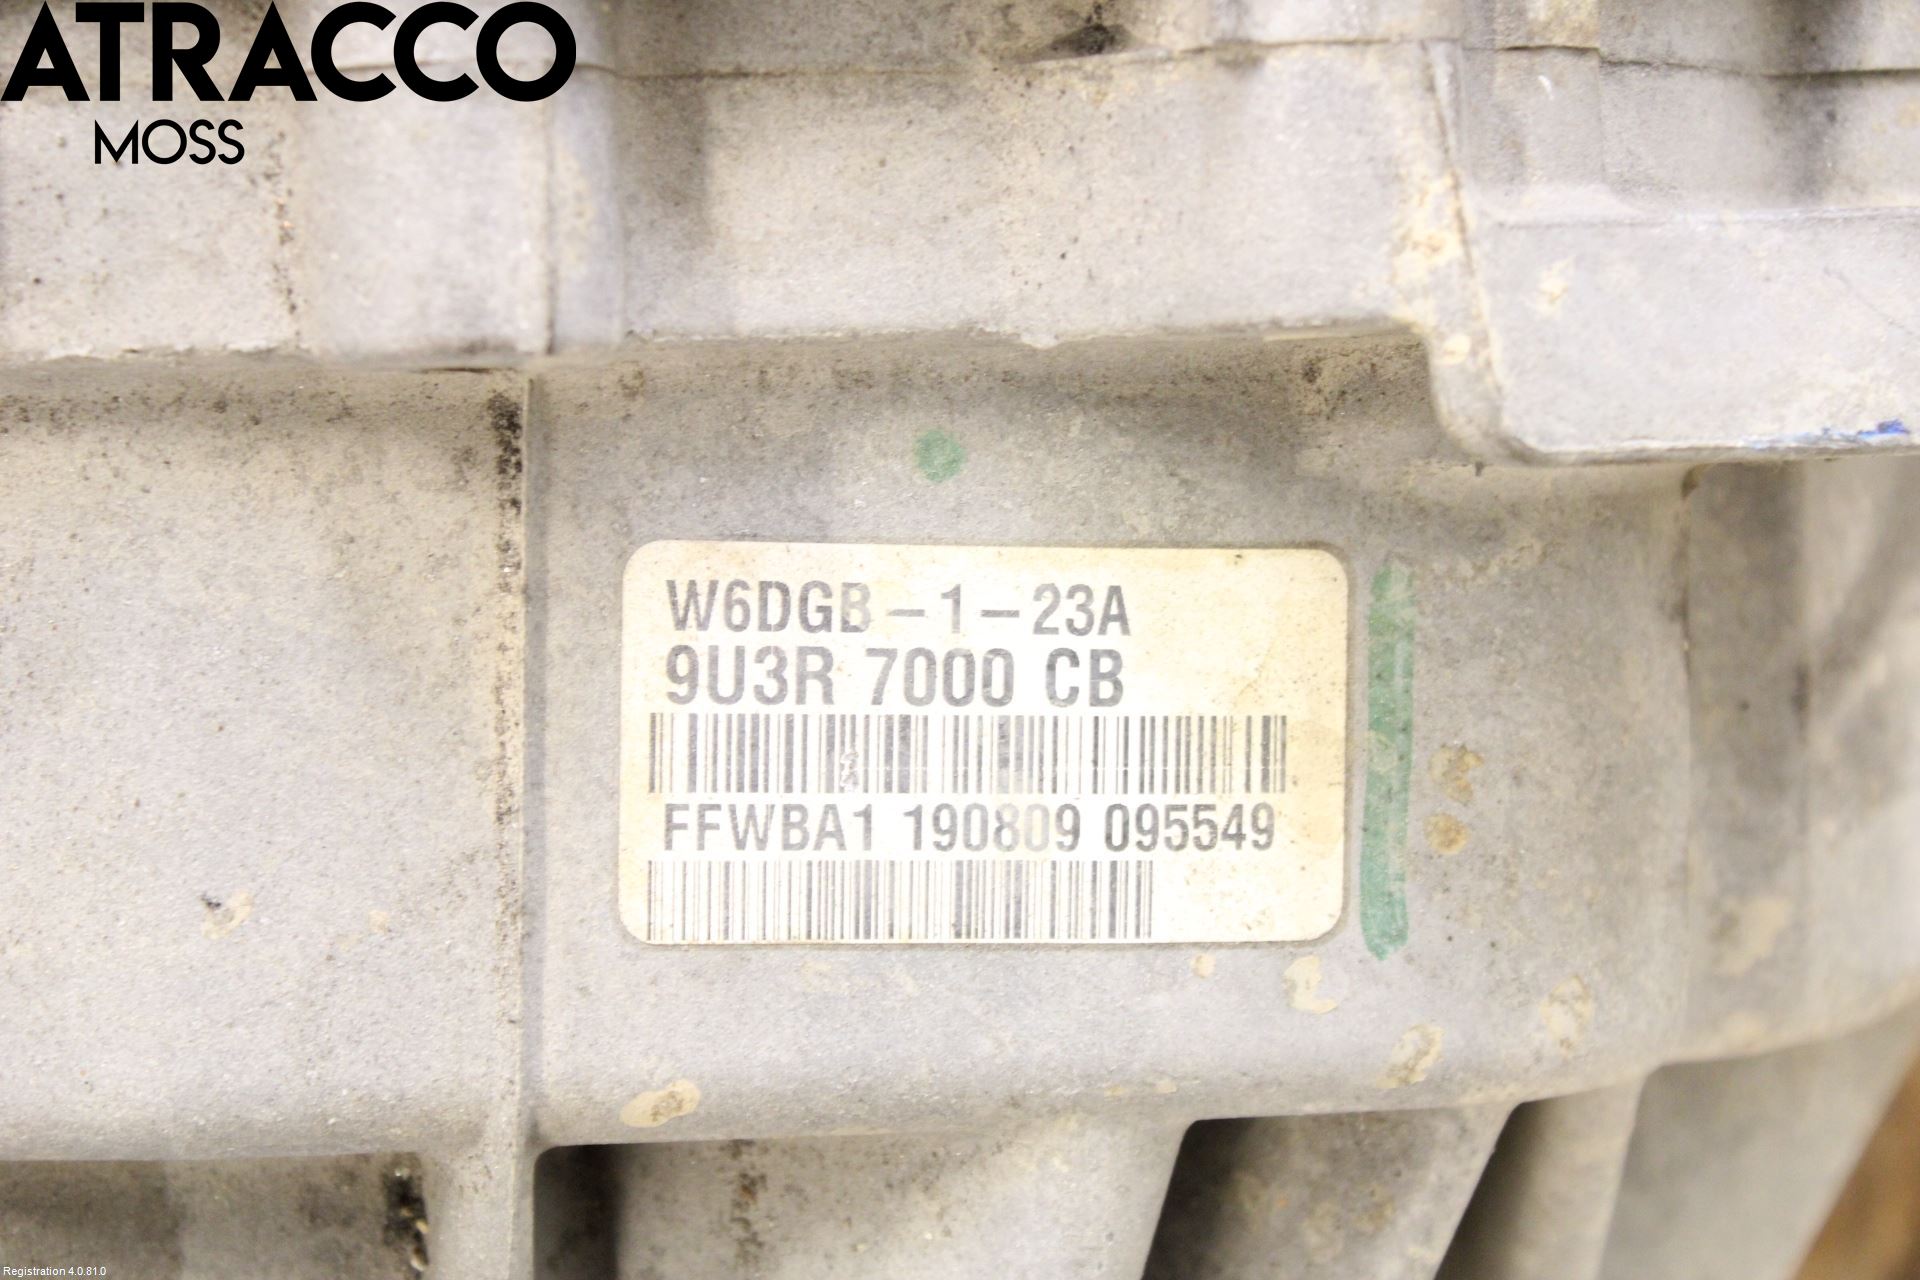 ATRACCO
MOSS
W6DGB-1-23A
9U3R 7000 CB
FFWBA1 190809 095549
Registration 4.0.81.0